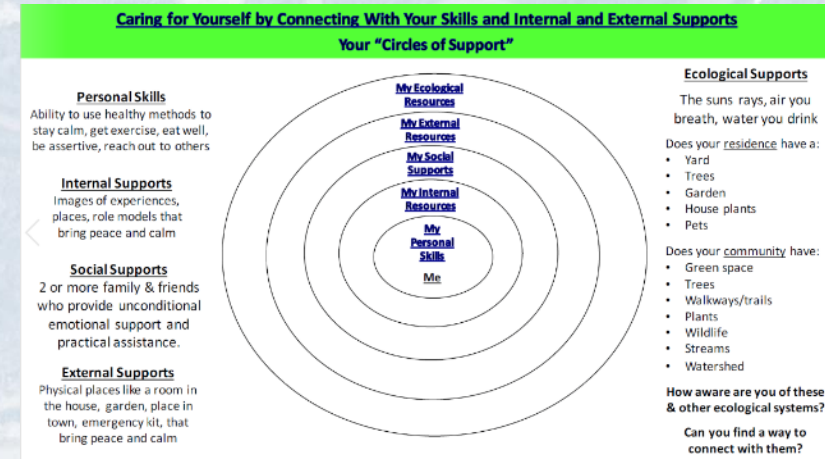 Caring for Yourself by Connecting With Your Skills and Internal and External Supports
Your “Circles of Support”
Personal Skills
Ability to use healthy methods to
stay calm, get exercise, eat well,
be assertive, reach out to others
Internal Supports
Images of experiences,
places, role models that
bring peace and calm
Social Supports
2 or more family & friends
who provide unconditional
emotional support and
practical assistance.
External Supports
Physical places like a room in
the house, garden, place in
town, emergency kit, that
bring peace and calm
My Ecological
Resources
My External
Resources
My Social
Supports
My Internal
Resources
My
Personal
Skills
Me
Ecological Supports
The suns rays, air you
breath, water you drink
Does your residence have a:
• Yard
• Trees
• Garden
• House plants
• Pets
Does your community have:
• Green space
• Trees
• Walkways/trails
• Plants
• Wildlife
• Streams
• Watershed
How aware are you of these
& other ecological systems?
Can you find a way to
connect with them?